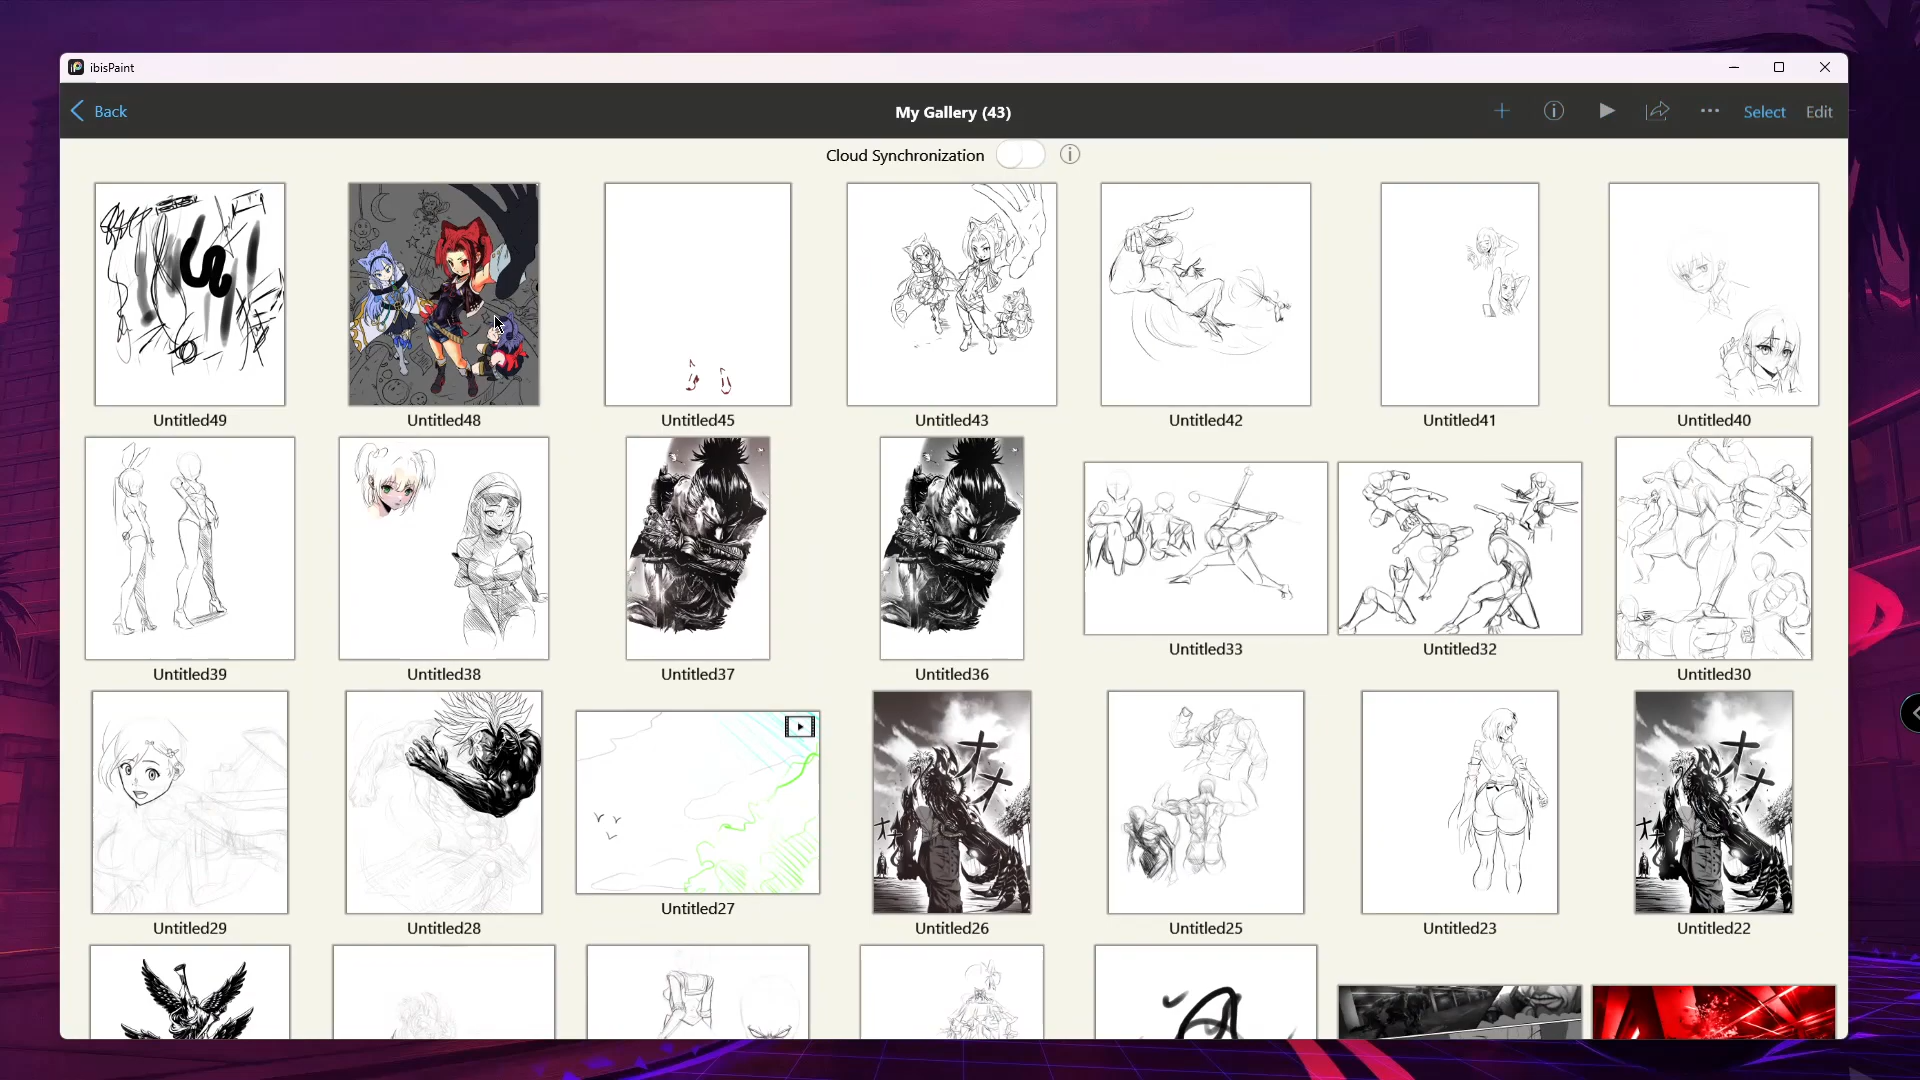 ibisPaint
Back
My Gallery (43)
Select
Edit
Cloud Synchronization
Untitled49
Untitled48
Untitled45
Untitled43
Untitled42
Untitled41
Untitled40
Untitled39
Untitled38
Untitled37
Untitled36
Untitled33
Untitled32
Untitled30
Untitled29
Untitled28
Untitled27
Untitled26
Untitled25
Untitled23
Untitled22